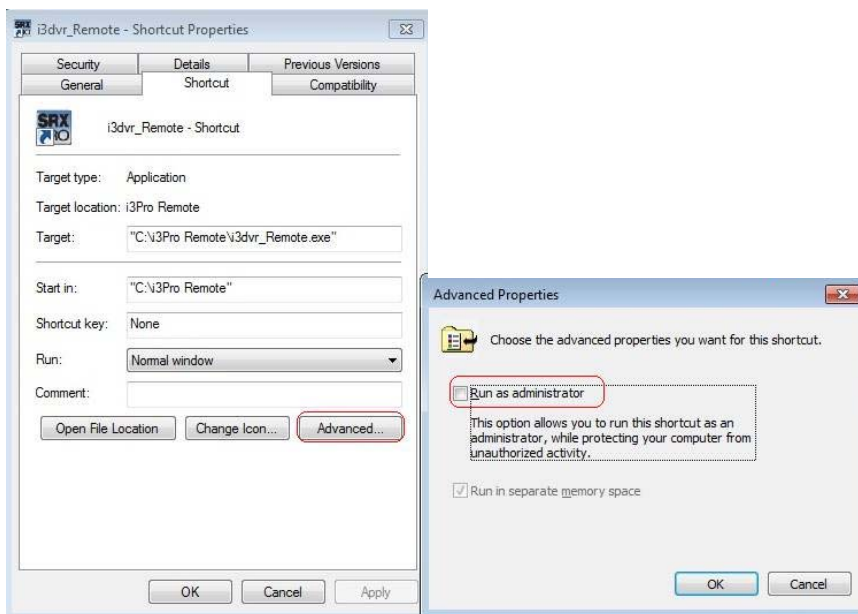 i3dvr_Remote - Shortcut Properties
Security Details Previous Versions
General Shortcut Compatibility
SRX
i3dvr_Remote - Shortcut
Target type: Application
Target location: i3Pro Remote
Target: "C:\i3Pro Remote\i3dvr_Remote.exe"
Start in: "C:\i3Pro Remote"
Shortcut key: None
Run: Normal window
Comment:
Open File Location Change Icon... Advanced...
OK Cancel Apply
Advanced Properties
Choose the advanced properties you want for this shortcut.
Run as administrator
This option allows you to run this shortcut as an
administrator, while protecting your computer from
unauthorized activity.
Run in separate memory space
OK Cancel